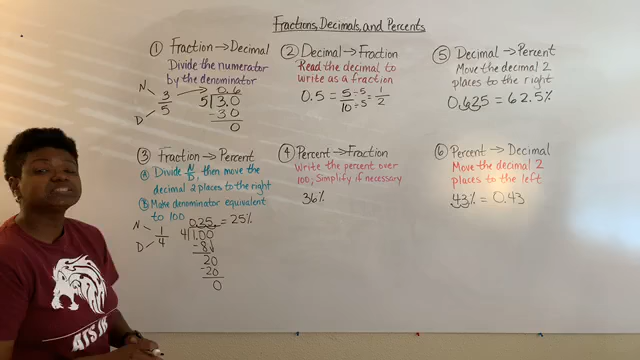 Fractions, Decimals, and Percents
① Fraction → Decimal
Divide the numerator
by the denominator
N
D
3/5
0.6
5 3.0
-30
0
② Decimal → Fraction
Read the decimal to
write as a fraction
0.5 = 5÷5/10÷5 = 1/2
③ Fraction → Percent
ⓐ Divide N/D, then move the
decimal 2 places to the right
ⓑ Make denominator equivalent
to 100
N
D
1/4
0.25 = 25%
4 1.00
-8
20
-20
0
④ Percent → Fraction
Write the percent over
100, Simplify if necessary
36%
⑤ Decimal → Percent
Move the decimal 2
places to the right
0.625 = 62.5%
⑥ Percent → Decimal
Move the decimal 2
places to the left
43% = 0.43